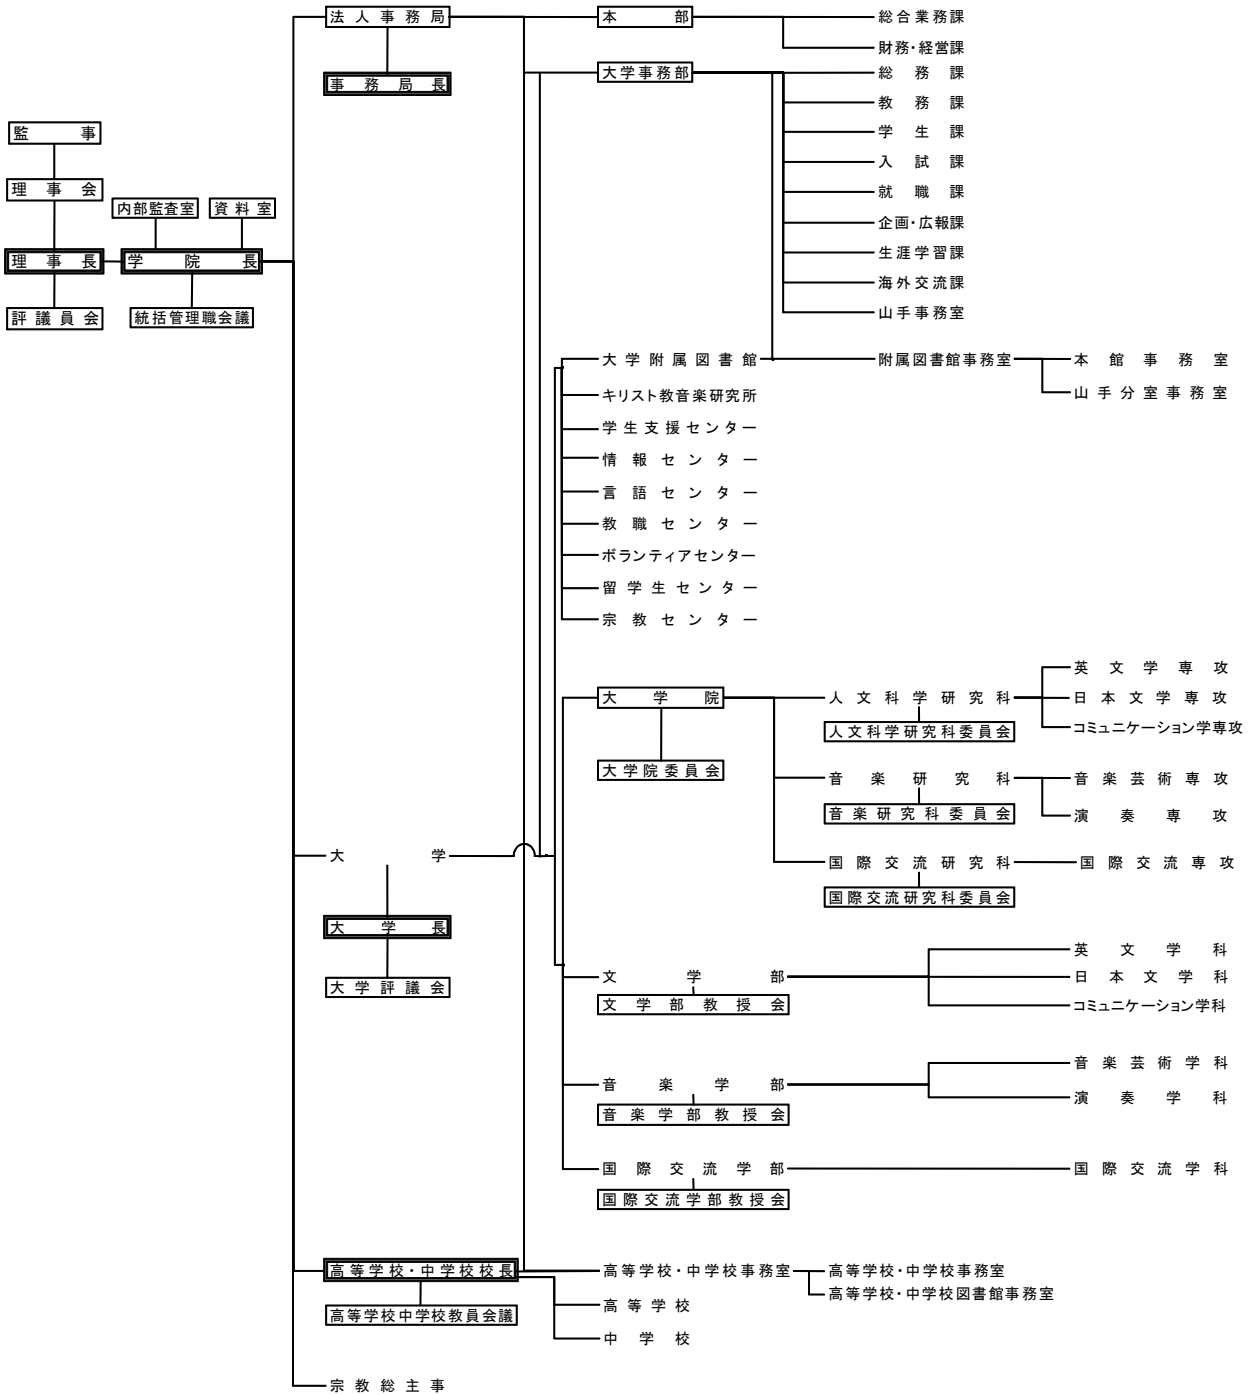 法人事務局
事務局長
監事
理事会
理事長
評議員会
内部監査室
資料室
学院長
統括管理職会議
本部
総合業務課
財務・経営課
大学事務部
総務課
教務課
学生課
入試課
就職課
企画・広報課
生涯学習課
海外交流課
山手事務室
大学附属図書館
附属図書館事務室
本館事務室
山手分室事務室
キリスト教音楽研究所
学生支援センター
情報センター
言語センター
教職センター
ボランティアセンター
留学生センター
宗教センター
大学
大学長
大学評議会
大学院
大学院委員会
人文科学研究科
人文科学研究科委員会
英文学専攻
日本文学専攻
コミュニケーション学専攻
音楽研究科
音楽研究科委員会
音楽芸術専攻
演奏専攻
国際交流研究科
国際交流研究科委員会
国際交流専攻
文学部
文学部教授会
英文学科
日本文学科
コミュニケーション学科
音楽学部
音楽学部教授会
音楽芸術学科
演奏学科
国際交流学部
国際交流学部教授会
国際交流学科
高等学校・中学校校長
高等学校中学校教員会議
高等学校・中学校事務室
高等学校・中学校事務室
高等学校・中学校図書館事務室
高等学校
中学校
宗教総主事